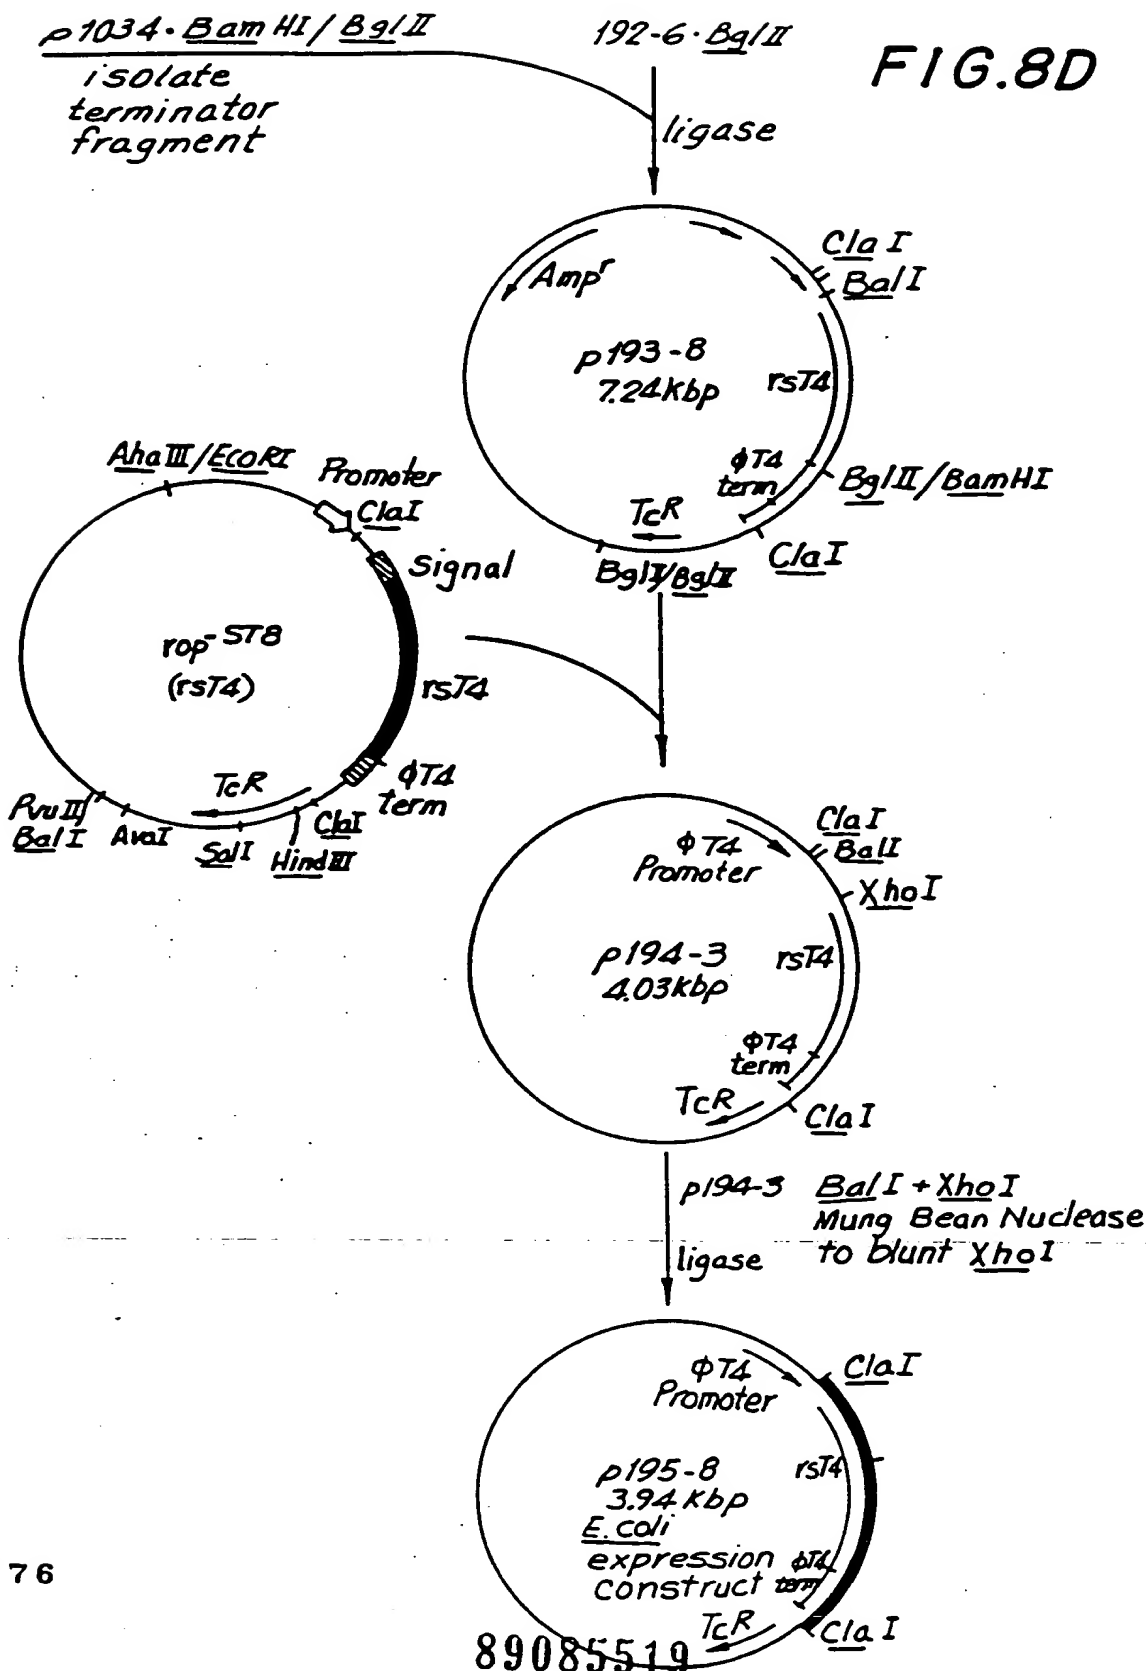 p1034·Bam HI/BglII
isolate
terminator
fragment
192-6·BglII
FIG.8D
ligase
Ampʳ
ClaI
BalI
p193-8
7.24Kbp
rsT4
ΦT4
term
BglII/BamHI
TcR
ClaI
BglI/BglII
AhaIII/EcoRI
Promoter
ClaI
signal
rop⁻ST8
(rsT4)
rsT4
ΦT4
term
TcR
PvuII/
BalI
AvaI
SalI
HindIII
ClaI
ΦT4
Promoter
ClaI
BalI
XhoI
p194-3
4.03Kbp
rsT4
ΦT4
term
TcR
ClaI
p194-3
BalI + XhoI
Mung Bean Nuclease
to blunt XhoI
ligase
ΦT4
Promoter
ClaI
p195-8
3.94 Kbp
E. coli
expression
construct
rsT4
ΦT4
term
TcR
ClaI
76
89085519